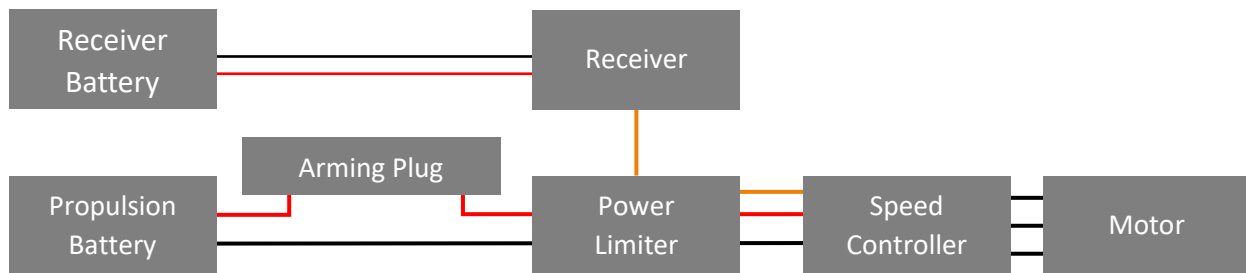 Receiver
Battery
Receiver
Arming Plug
Propulsion
Battery
Power
Limiter
Speed
Controller
Motor